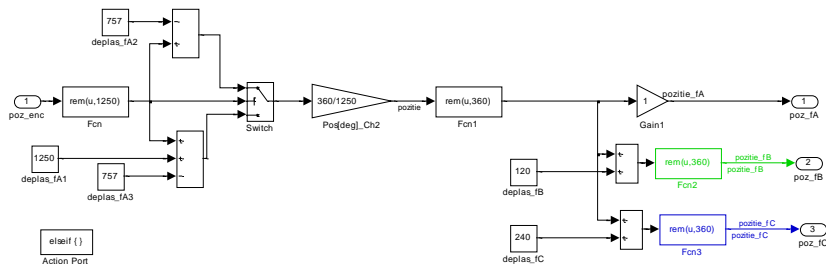 757
deplas_fA2
1
poz_enc
rem(u,1250)
Fcn
Switch
360/1250
Pos[deg]_Ch2
pozitie
rem(u,360)
Fcn1
1
Gain1
pozitie_fA
1
poz_fA
1250
deplas_fA1
757
deplas_fA3
120
deplas_fB
rem(u,360)
Fcn2
pozitie_fB
pozitie_fB
2
poz_fB
240
deplas_fC
rem(u,360)
Fcn3
pozitie_fC
pozitie_fC
3
poz_fC
elseif { }
Action Port